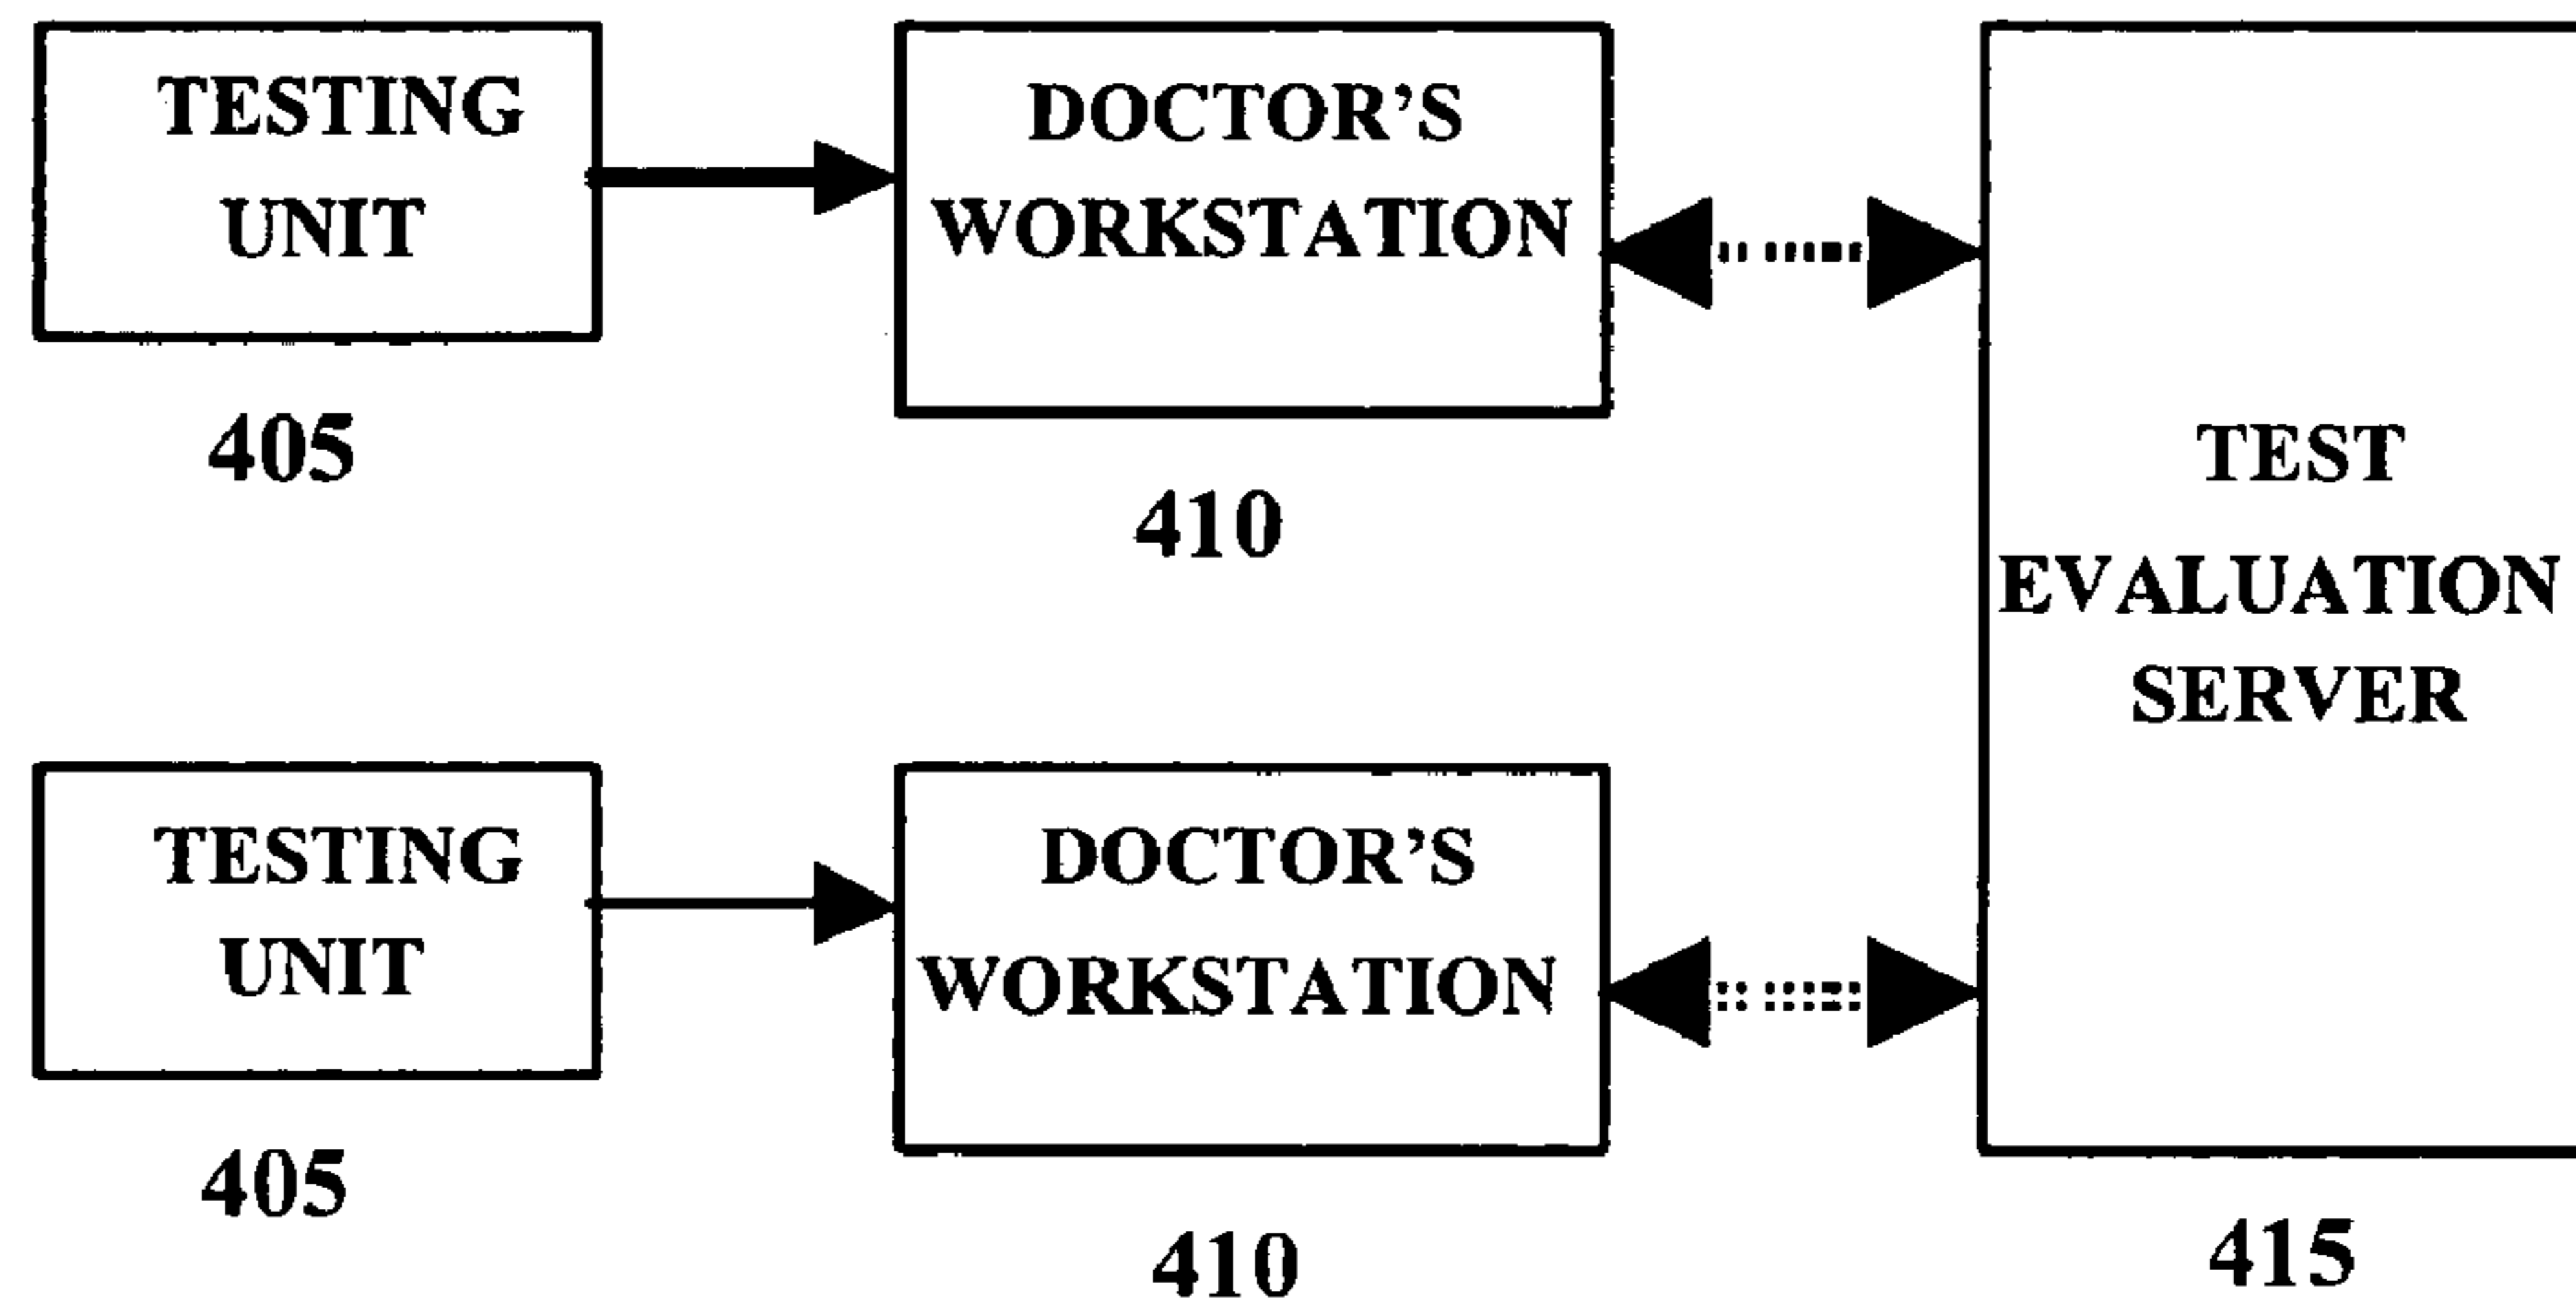 TESTING
UNIT
405
DOCTOR’S
WORKSTATION
410
TEST
EVALUATION
SERVER
415
TESTING
UNIT
405
DOCTOR’S
WORKSTATION
410